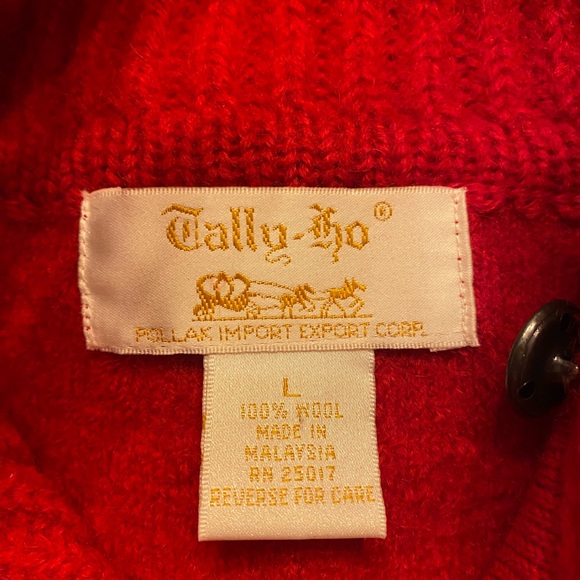 Tally-Ho®
POLLAK IMPORT EXPORT CORP.
L
100% WOOL
MADE IN
MALAYSIA
RN 25017
REVERSE FOR CARE